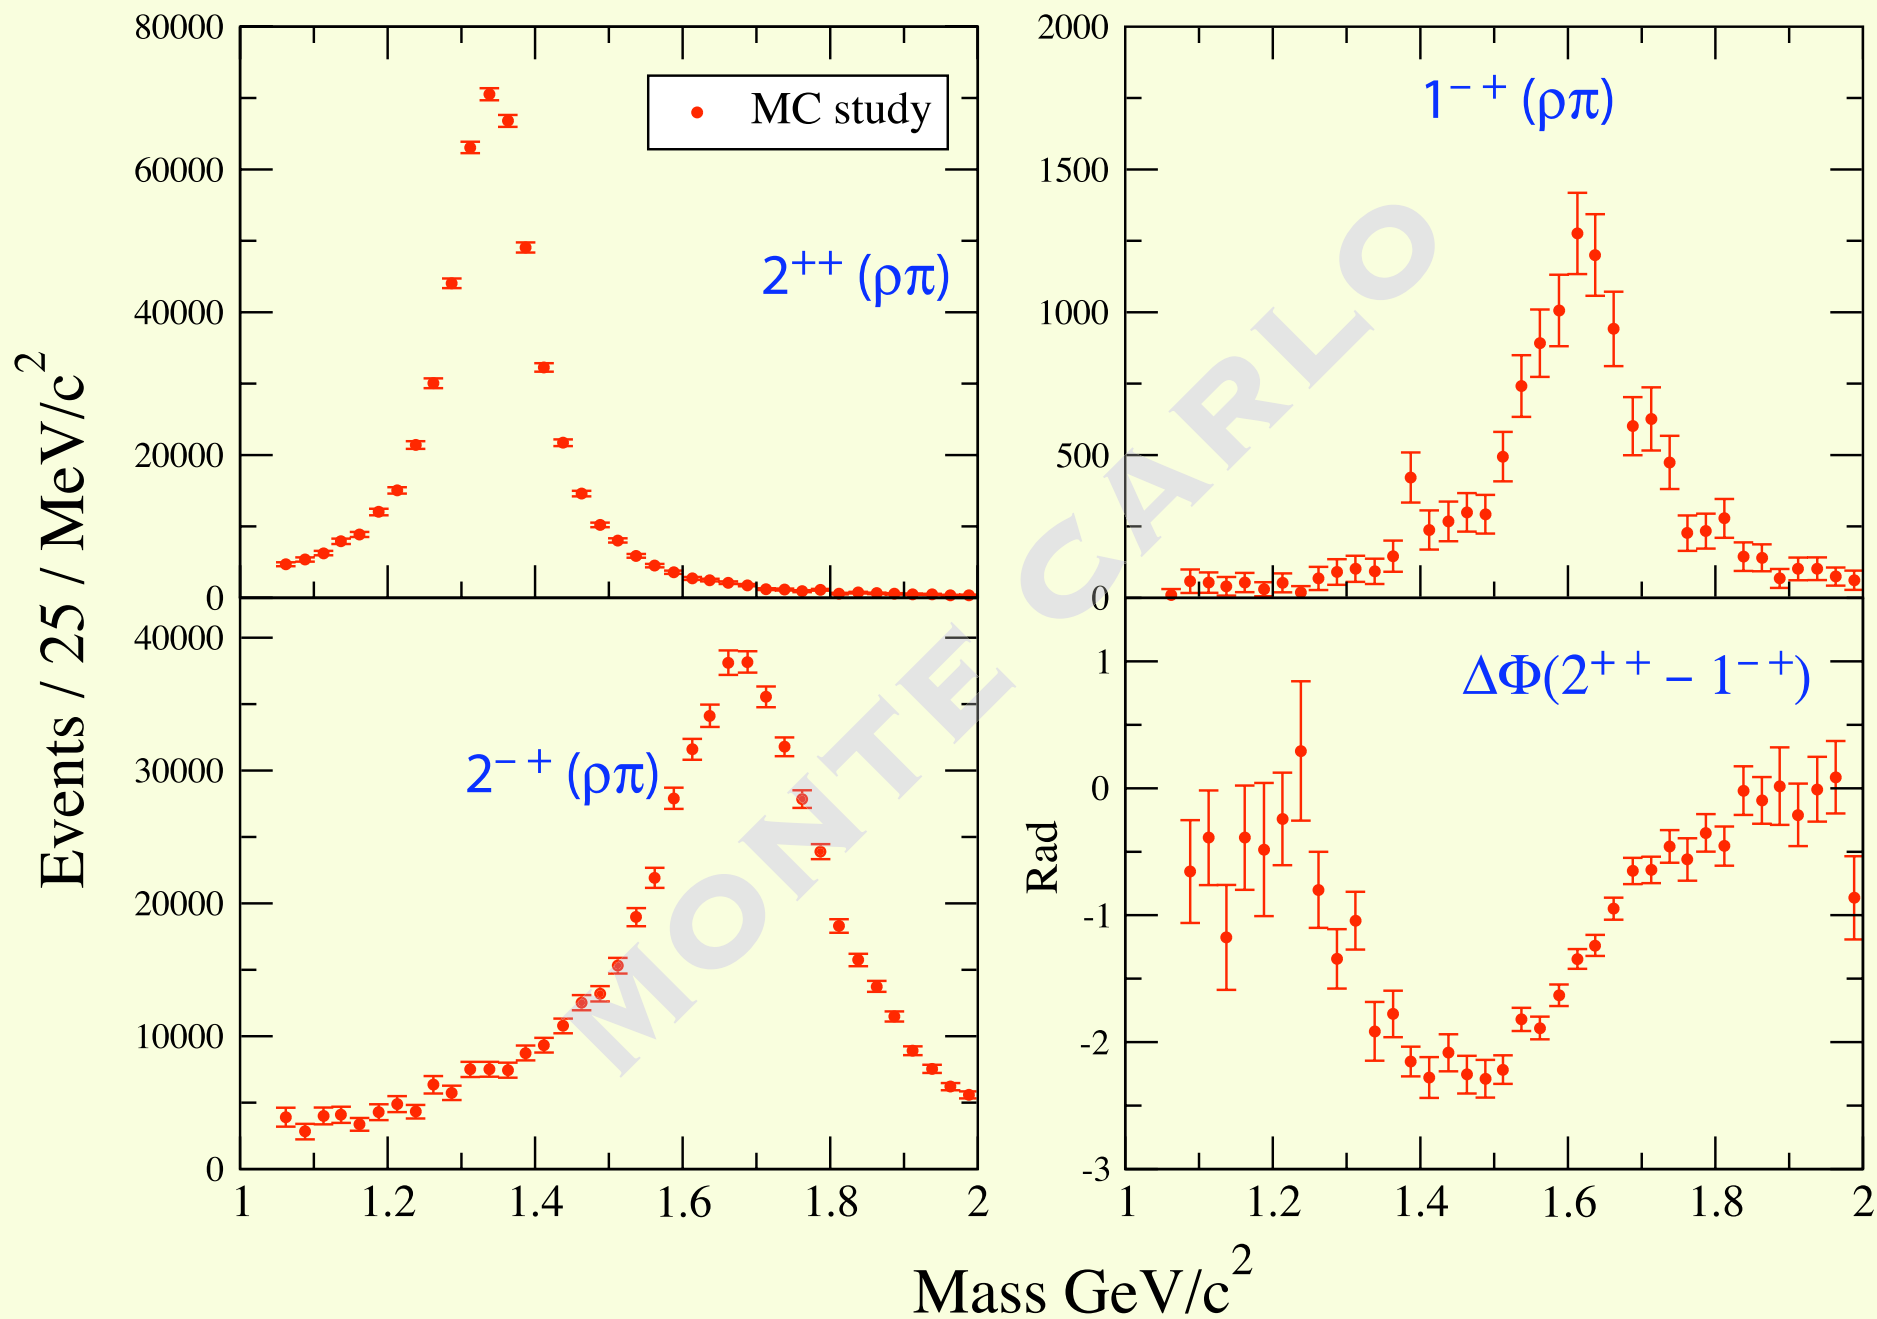 Events / 25 / MeV/c²
80000
60000
40000
20000
0
MC study
2⁺⁺ (ρπ)
2000
1500
1000
500
0
1⁻⁺ (ρπ)
40000
30000
20000
10000
0
2⁻⁺ (ρπ)
Rad
1
0
-1
-2
-3
ΔΦ(2⁺⁺ – 1⁻⁺)
MONTE CARLO
1 1.2 1.4 1.6 1.8 2
1 1.2 1.4 1.6 1.8 2
Mass GeV/c²